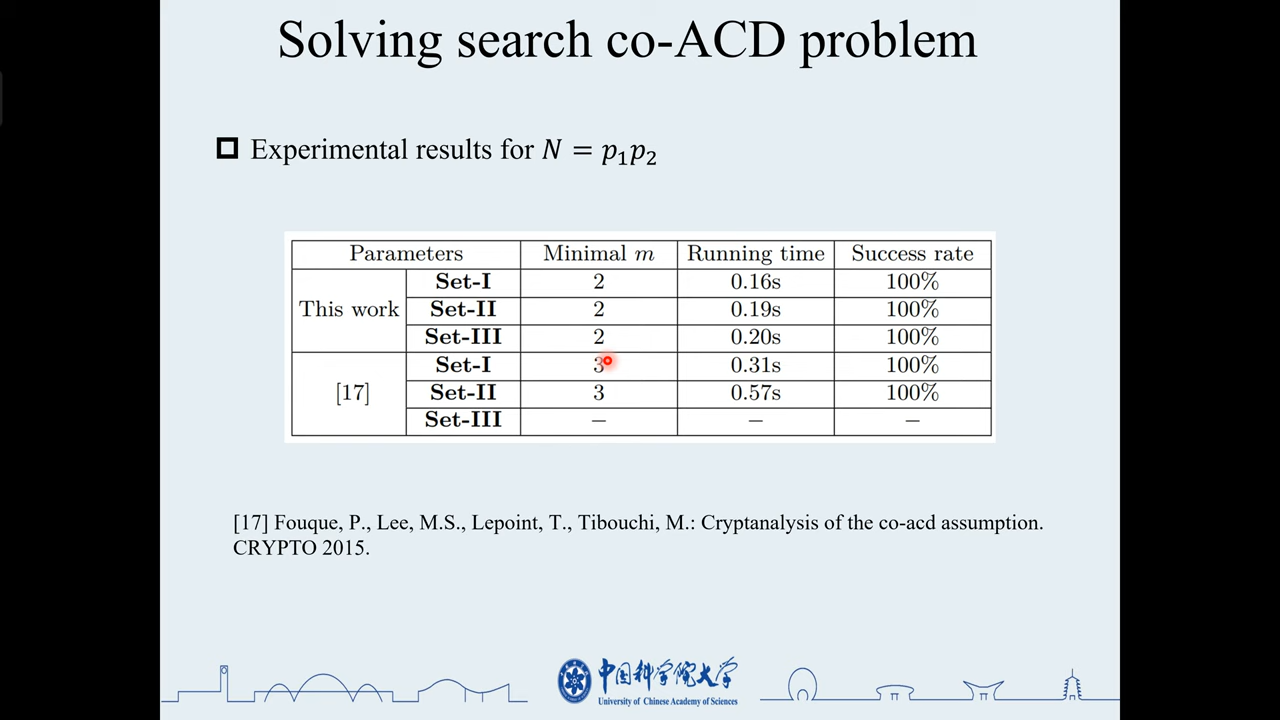 Solving search co-ACD problem
Experimental results for N = p₁p₂
Parameters Minimal m Running time Success rate
This work Set-I 2 0.16s 100%
Set-II 2 0.19s 100%
Set-III 2 0.20s 100%
[17] Set-I 3 0.31s 100%
Set-II 3 0.57s 100%
Set-III – – –
[17] Fouque, P., Lee, M.S., Lepoint, T., Tibouchi, M.: Cryptanalysis of the co-acd assumption.
CRYPTO 2015.
中国科学院大学
University of Chinese Academy of Sciences